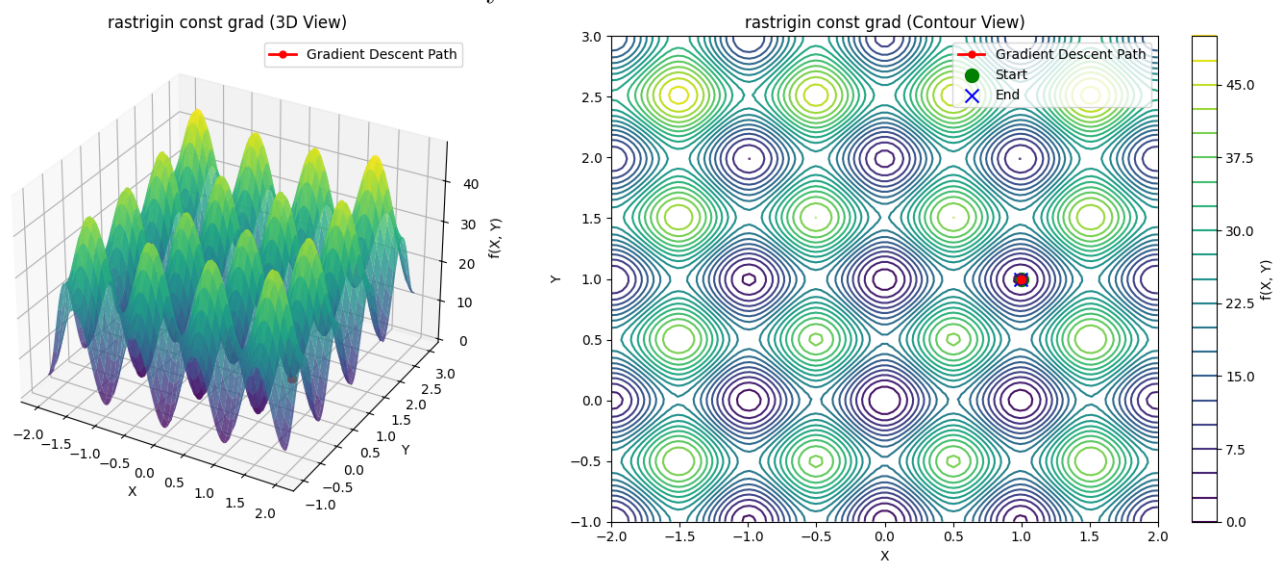 y
rastrigin const grad (3D View)
Gradient Descent Path
40
30
20
10
0
f(X, Y)
−2.0
−1.5
−1.0
−0.5
0.0
0.5
1.0
1.5
2.0
X
−1.0
−0.5
0.0
0.5
1.0
1.5
2.0
2.5
3.0
Y
rastrigin const grad (Contour View)
Gradient Descent Path
Start
End
3.0
2.5
2.0
1.5
1.0
0.5
0.0
−0.5
−1.0
Y
−2.0 −1.5 −1.0 −0.5 0.0 0.5 1.0 1.5 2.0
X
45.0
37.5
30.0
22.5
15.0
7.5
0.0
f(X, Y)